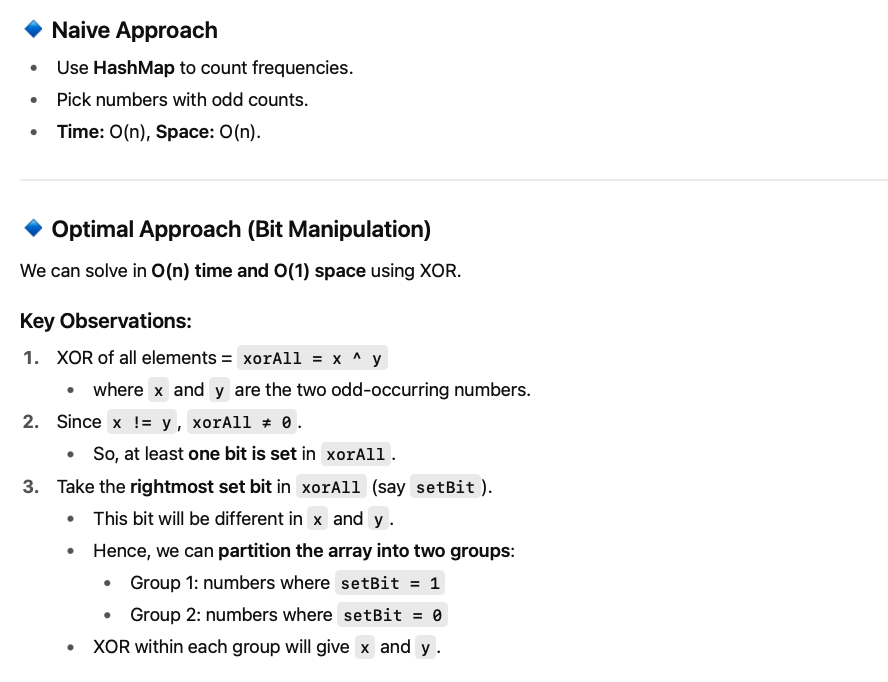 🔹 Naive Approach
• Use HashMap to count frequencies.
• Pick numbers with odd counts.
• Time: O(n), Space: O(n).
🔹 Optimal Approach (Bit Manipulation)
We can solve in O(n) time and O(1) space using XOR.
Key Observations:
1. XOR of all elements = xorAll = x ^ y
• where x and y are the two odd-occurring numbers.
2. Since x != y, xorAll ≠ 0.
• So, at least one bit is set in xorAll.
3. Take the rightmost set bit in xorAll (say setBit).
• This bit will be different in x and y.
• Hence, we can partition the array into two groups:
• Group 1: numbers where setBit = 1
• Group 2: numbers where setBit = 0
• XOR within each group will give x and y.